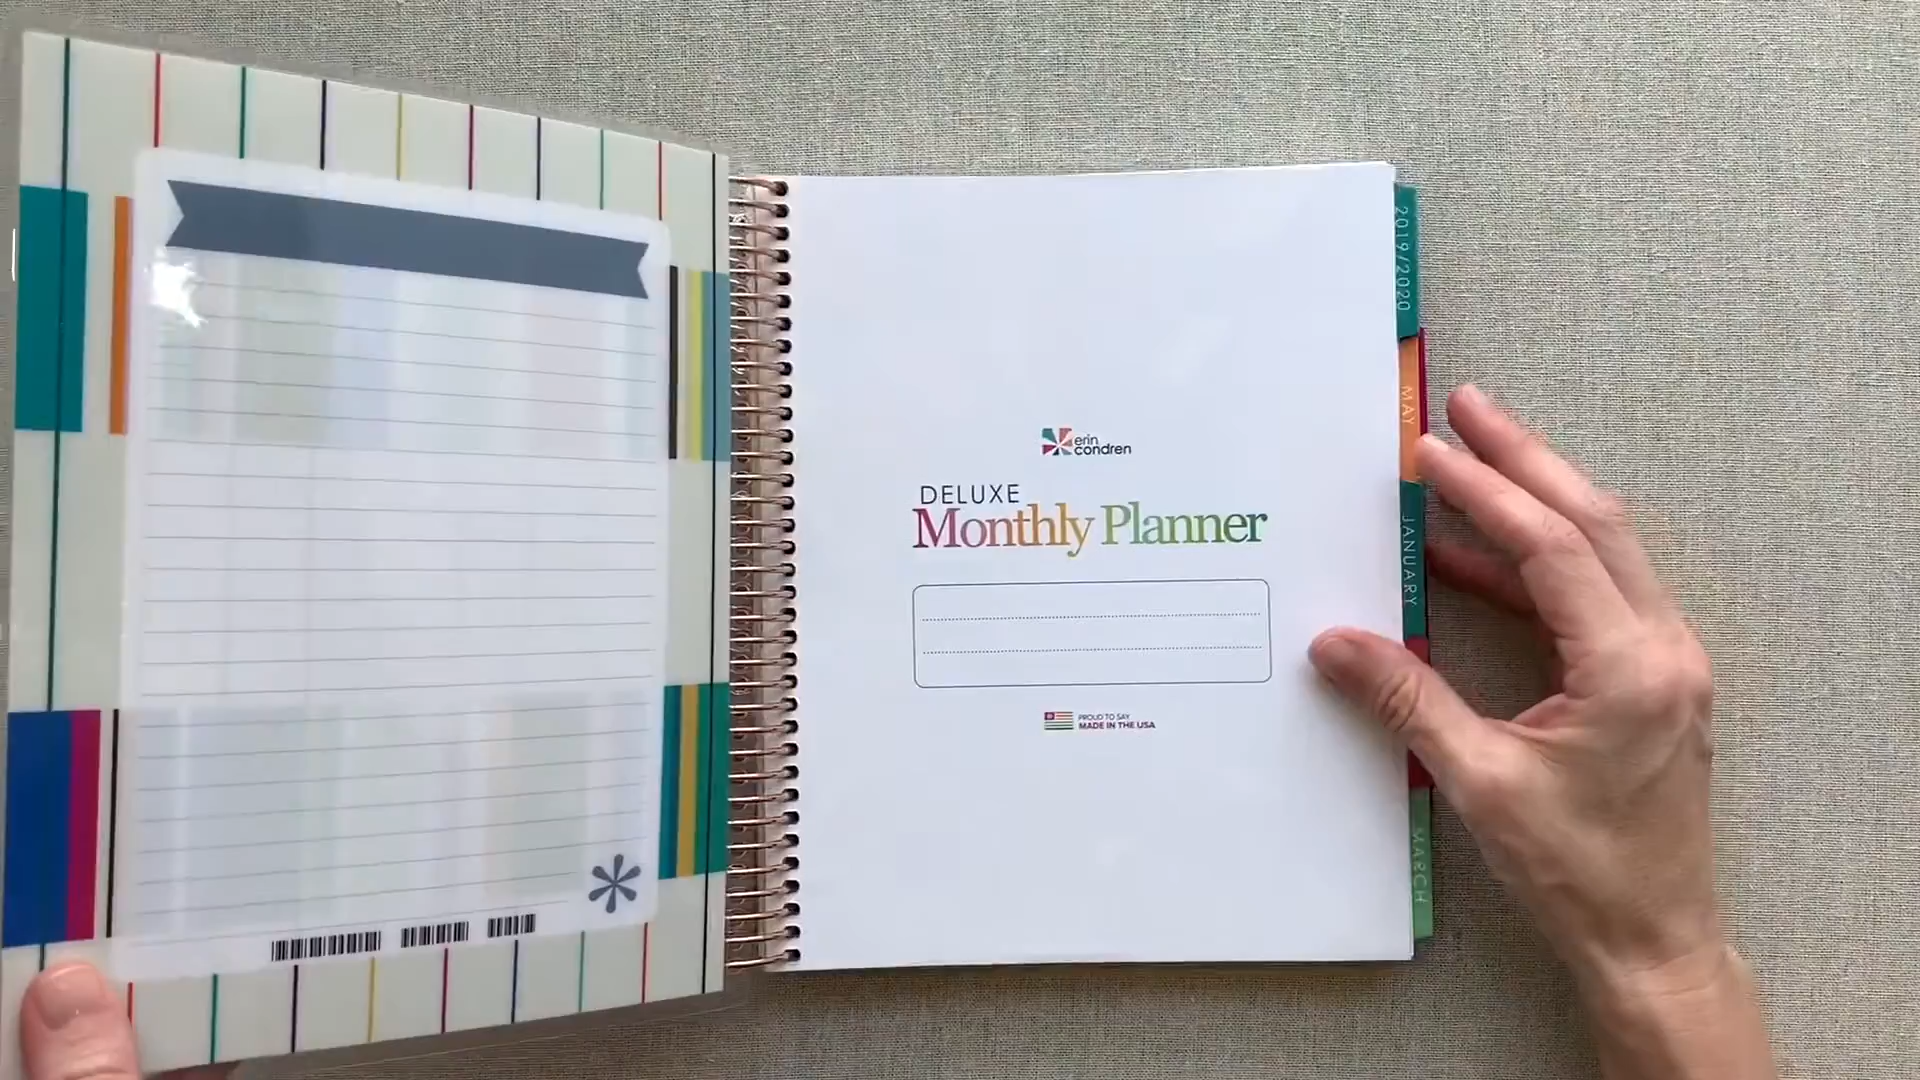 erin
condren
DELUXE
Monthly Planner
PROUD TO SAY
MADE IN THE USA
2019/2020
MAY
JANUARY
MARCH